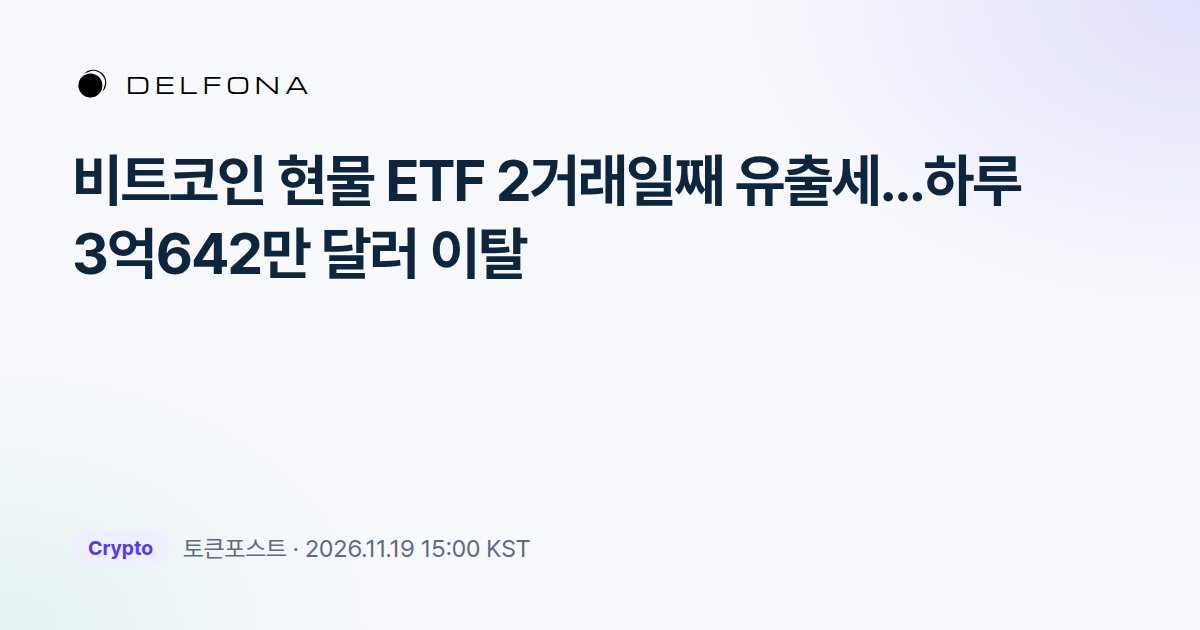 DELFONA
비트코인 현물 ETF 2거래일째 유출세…하루
3억642만 달러 이탈
Crypto 토큰포스트 · 2026.11.19 15:00 KST